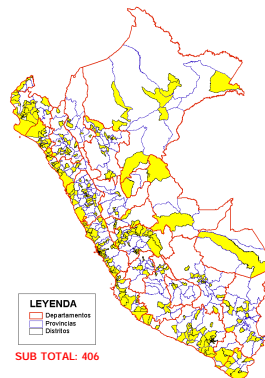 LEYENDA
Departamentos
Provincias
Distritos
SUB TOTAL: 406